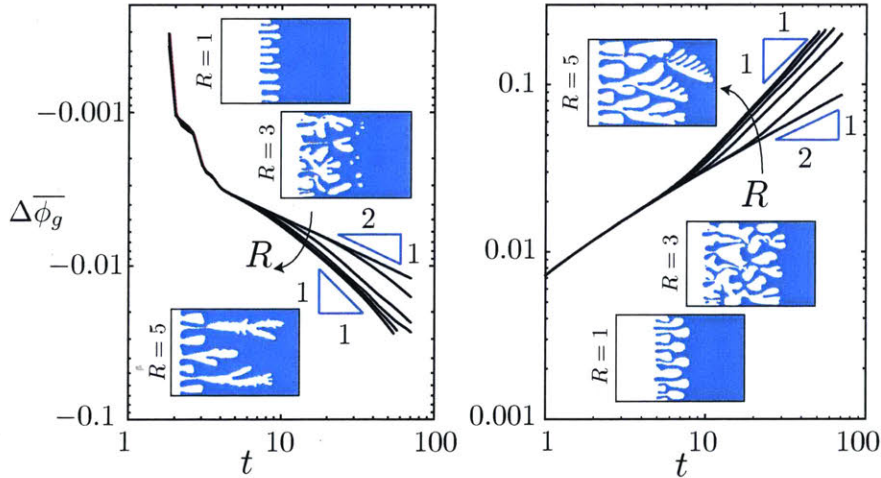 R = 1
−0.001
R = 3
Δϕ̅_g
2
1
−0.01
R
1
1
R = 5
−0.1
1
10
100
t
1
1
0.1
R = 5
1
2
R
0.01
R = 3
R = 1
0.001
1
10
100
t